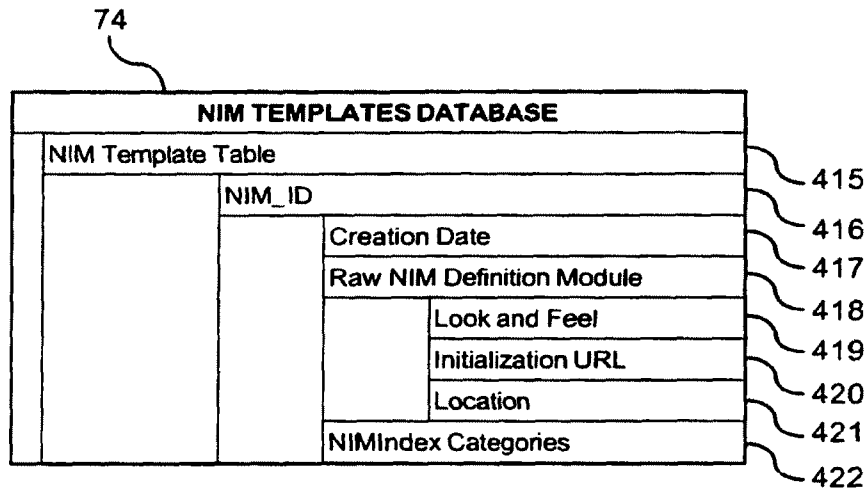 74
NIM TEMPLATES DATABASE
NIM Template Table
415
NIM_ID
416
Creation Date
417
Raw NIM Definition Module
418
Look and Feel
419
Initialization URL
420
Location
421
NIMIndex Categories
422